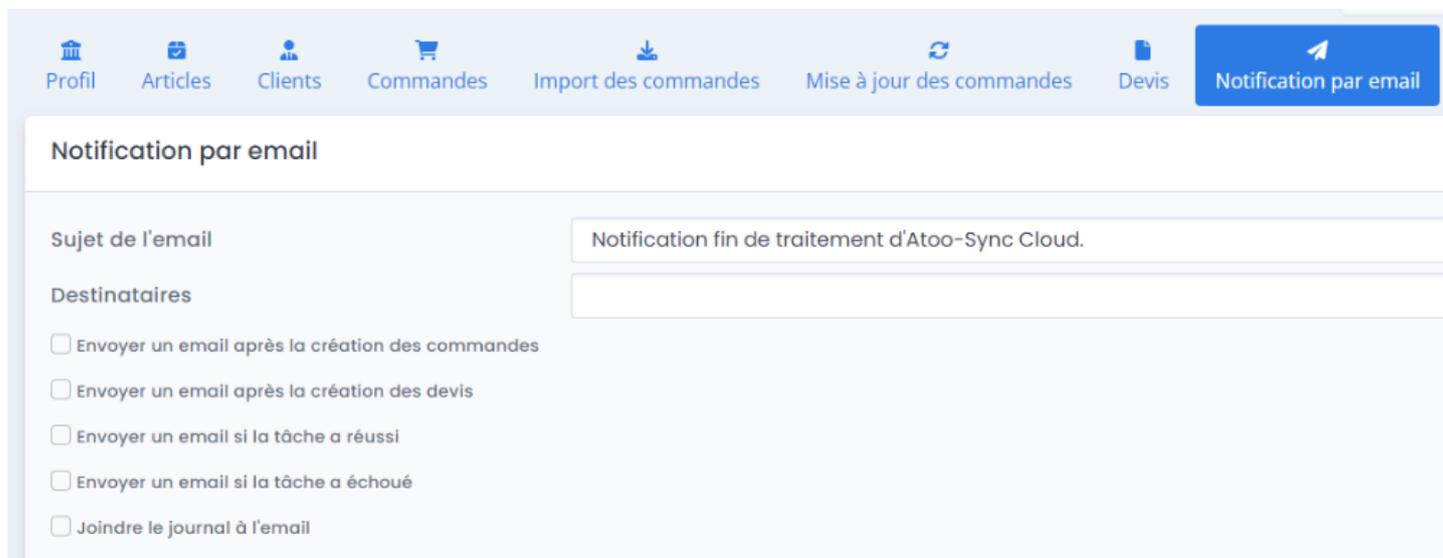 Profil Articles Clients Commandes Import des commandes Mise à jour des commandes Devis Notification par email
Notification par email
Sujet de l'email Notification fin de traitement d'Atoo-Sync Cloud.
Destinataires
Envoyer un email après la création des commandes
Envoyer un email après la création des devis
Envoyer un email si la tâche a réussi
Envoyer un email si la tâche a échoué
Joindre le journal à l'email